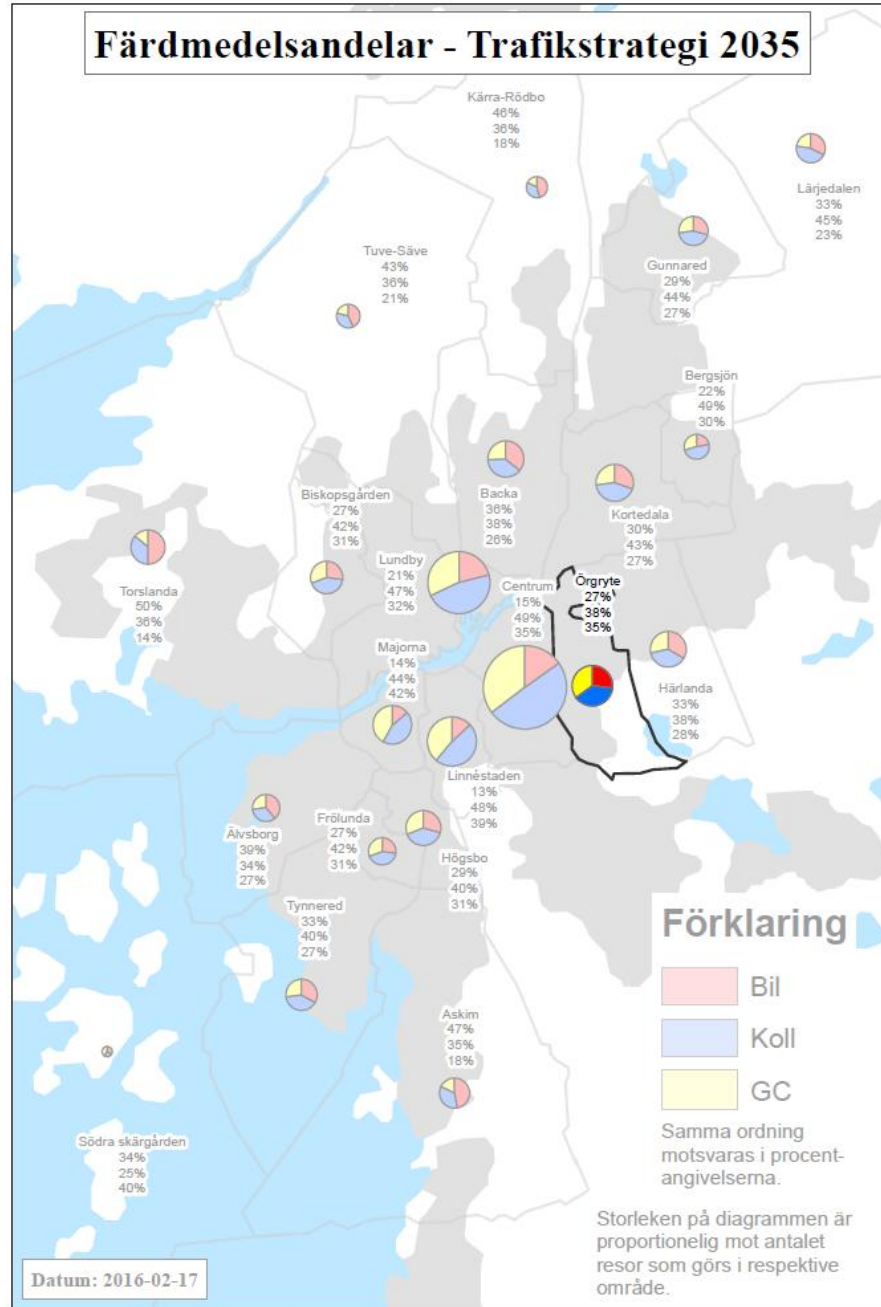 Färdmedelsandelar - Trafikstrategi 2035
Kärra-Rödbo
46%
36%
18%
Lärjedalen
33%
45%
23%
Tuve-Säve
43%
36%
21%
Gunnared
29%
44%
27%
Bergsjön
22%
49%
30%
Biskopsgården
27%
42%
31%
Backa
36%
38%
26%
Kortedala
30%
43%
27%
Torslanda
50%
36%
14%
Lundby
21%
47%
32%
Centrum
15%
49%
35%
Örgryte
27%
38%
35%
Majorna
14%
44%
42%
Härlanda
33%
38%
28%
Linnéstaden
13%
48%
39%
Älvsborg
39%
34%
27%
Frölunda
27%
42%
31%
Högsbo
29%
40%
31%
Tynnered
33%
40%
27%
Askim
47%
35%
18%
Södra skärgården
34%
25%
40%
Förklaring
Bil
Koll
GC
Samma ordning
motsvaras i procent-
angivelserna.
Storleken på diagrammen är
proportionelig mot antalet
resor som görs i respektive
område.
Datum: 2016-02-17